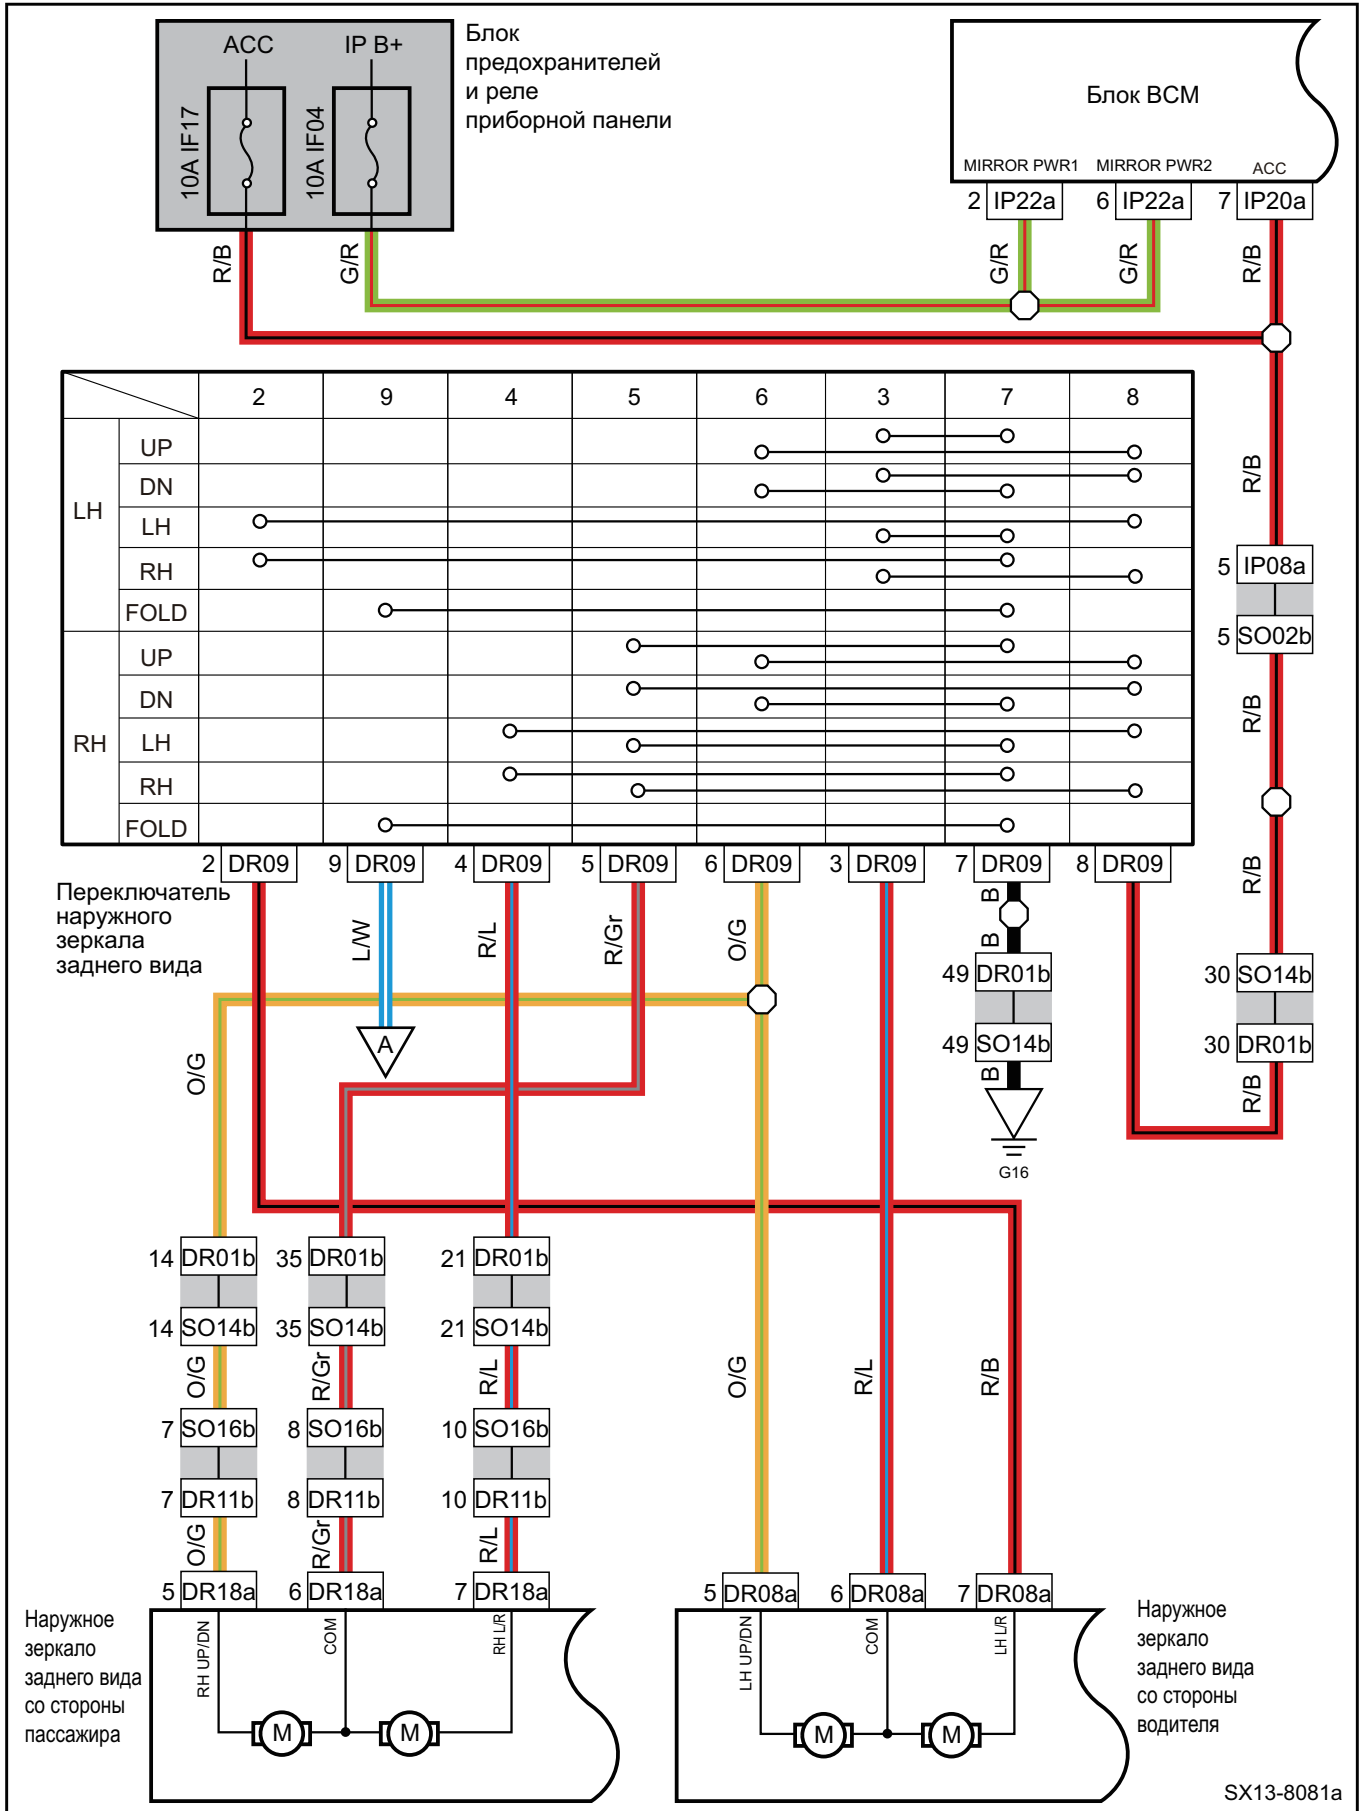 ACC
IP B+
10A IF17
10A IF04
Блок
предохранителей
и реле
приборной панели
Блок BCM
MIRROR PWR1
MIRROR PWR2
ACC
2 IP22a
6 IP22a
7 IP20a
R/B
G/R
G/R
G/R
R/B
2 9 4 5 6 3 7 8
LH
UP
DN
LH
RH
FOLD
RH
UP
DN
LH
RH
FOLD
R/B
5 IP08a
5 SO02b
R/B
R/B
2 DR09
9 DR09
4 DR09
5 DR09
6 DR09
3 DR09
7 DR09
8 DR09
Переключатель
наружного
зеркала
заднего вида
L/W
R/L
R/Gr
O/G
B
B
49 DR01b
49 SO14b
B
G16
30 SO14b
30 DR01b
R/B
A
O/G
14 DR01b
35 DR01b
21 DR01b
14 SO14b
35 SO14b
21 SO14b
O/G
R/Gr
R/L
O/G
R/L
R/B
7 SO16b
8 SO16b
10 SO16b
7 DR11b
8 DR11b
10 DR11b
O/G
R/Gr
R/L
5 DR18a
6 DR18a
7 DR18a
5 DR08a
6 DR08a
7 DR08a
Наружное
зеркало
заднего вида
со стороны
пассажира
RH UP/DN
COM
RH L/R
M
M
LH UP/DN
COM
LH L/R
M
M
Наружное
зеркало
заднего вида
со стороны
водителя
SX13-8081a